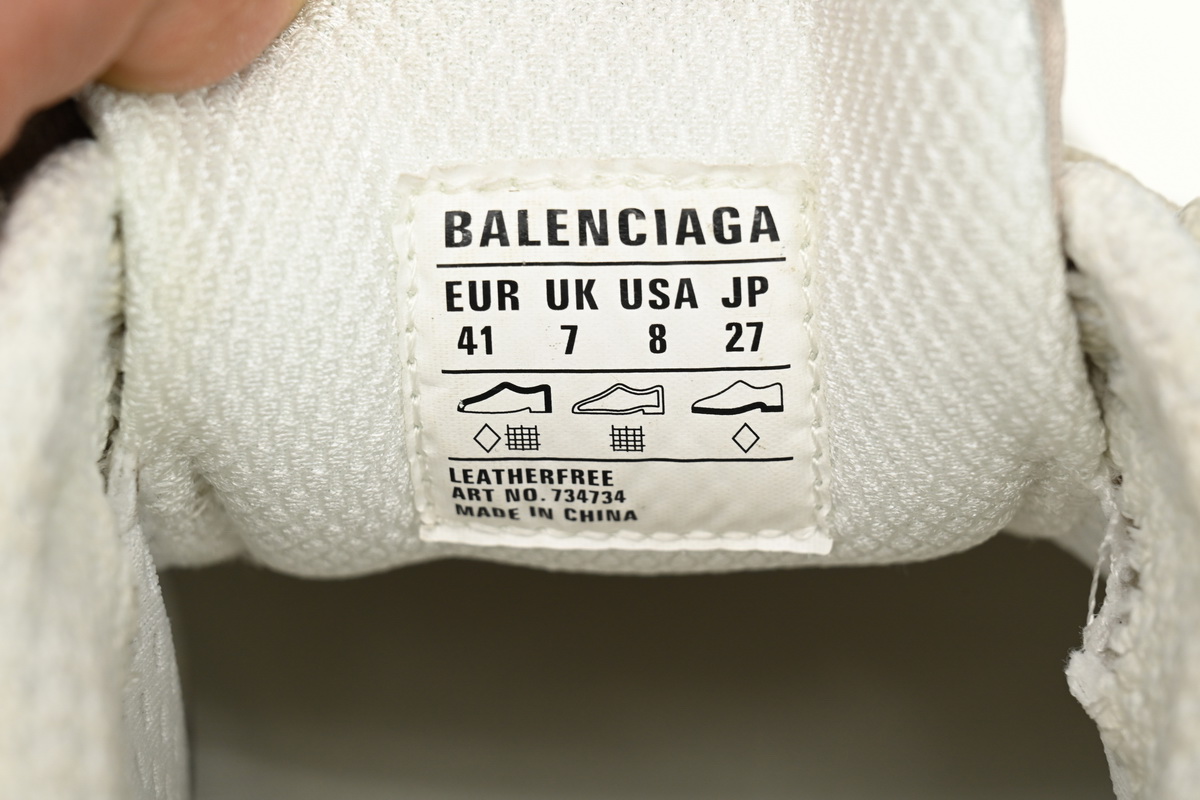 BALENCIAGA
EUR UK USA JP
41 7 8 27
LEATHERFREE
ART NO. 734734
MADE IN CHINA